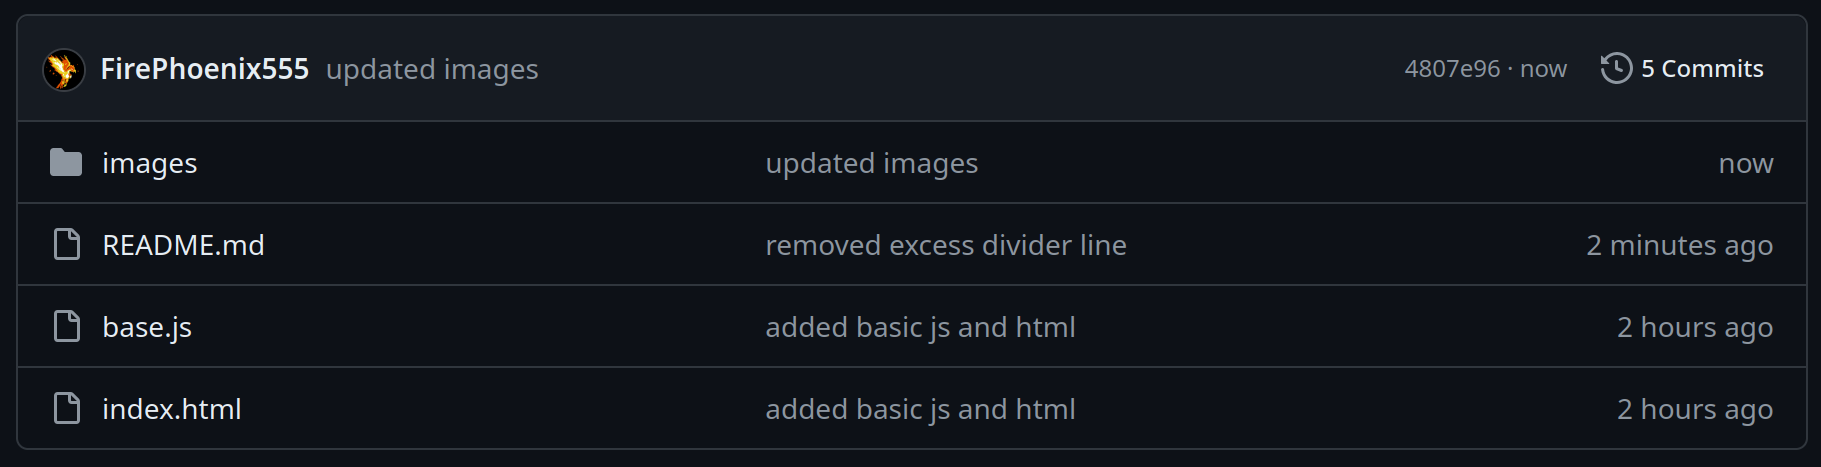 FirePhoenix555 updated images 4807e96 · now 5 Commits
images updated images now
README.md removed excess divider line 2 minutes ago
base.js added basic js and html 2 hours ago
index.html added basic js and html 2 hours ago